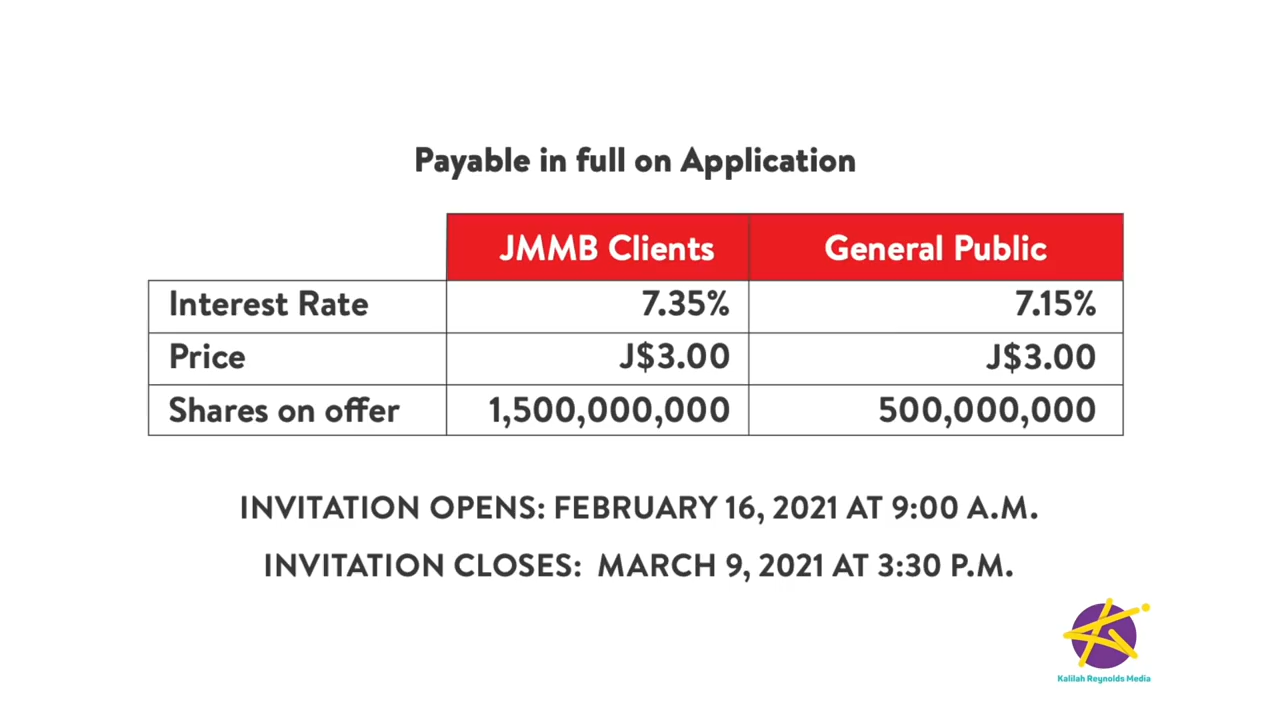 Payable in full on Application
JMMB Clients General Public
Interest Rate 7.35% 7.15%
Price J$3.00 J$3.00
Shares on offer 1,500,000,000 500,000,000
INVITATION OPENS: FEBRUARY 16, 2021 AT 9:00 A.M.
INVITATION CLOSES: MARCH 9, 2021 AT 3:30 P.M.
Kalilah Reynolds Media